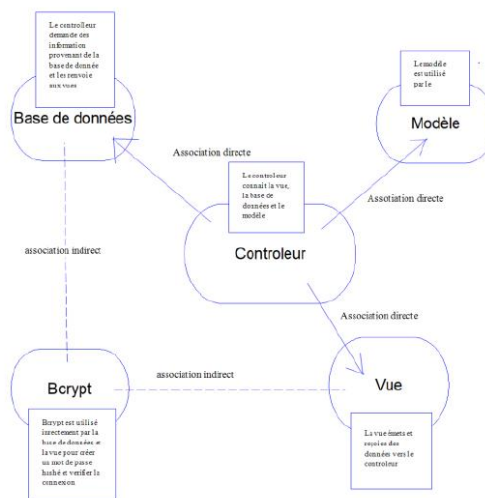 Le controlleur
demande des
information
provenant de la
base de donnée
et les renvoie
aux vues
Base de données
Le modèle
est utilisé
par le
Modèle
Association directe
Le controleur
connait la vue,
la base de
données et le
modèle
Assotiation directe
Controleur
association indirect
Association directe
Bcrypt
association indirect
Vue
Bcrypt est utilisé
par la
base de données et
la vue pour créer
un mot de passe
hashé et verifier la
connexion
La vue émets et
des
données vers le
controleur